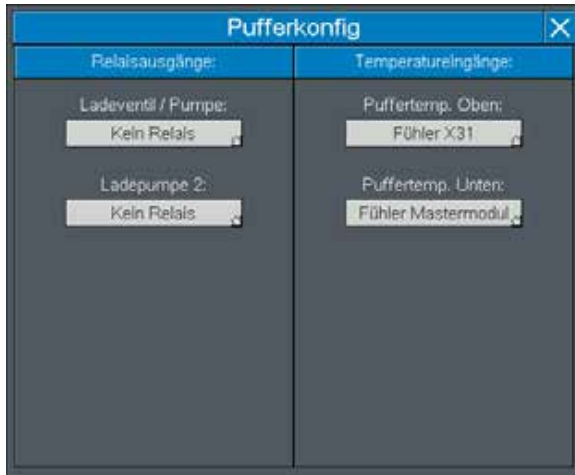 Pufferkonfig
Relaisausgänge:
Ladeventil / Pumpe:
Kein Relais
Ladepumpe 2:
Kein Relais
Temperatureingänge:
Puffertemp. Oben:
Fühler X31
Puffertemp. Unten:
Fühler Mastermodul